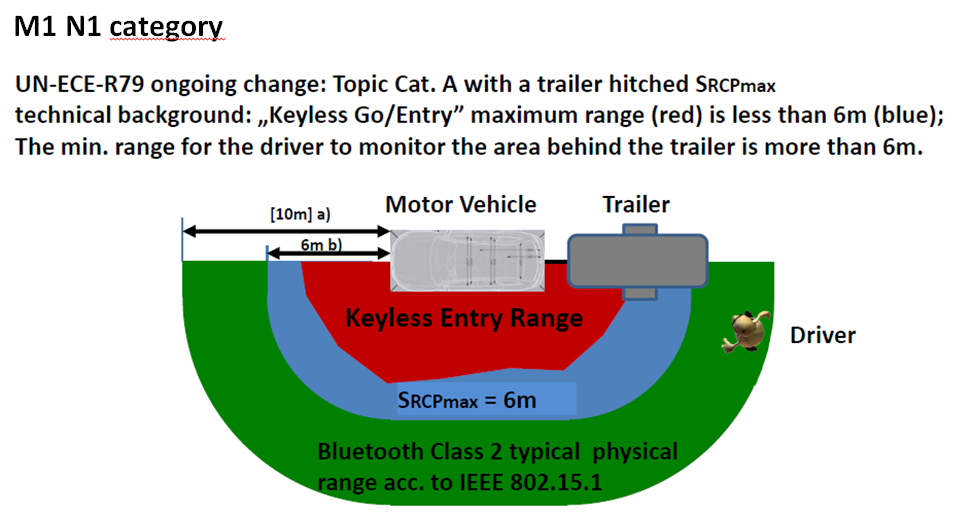 M1 N1 category
UN-ECE-R79 ongoing change: Topic Cat. A with a trailer hitched SRCPmax
technical background: „Keyless Go/Entry” maximum range (red) is less than 6m (blue);
The min. range for the driver to monitor the area behind the trailer is more than 6m.
Motor Vehicle
Trailer
[10m] a)
6m b)
Keyless Entry Range
Driver
SRCPmax = 6m
Bluetooth Class 2 typical physical
range acc. to IEEE 802.15.1